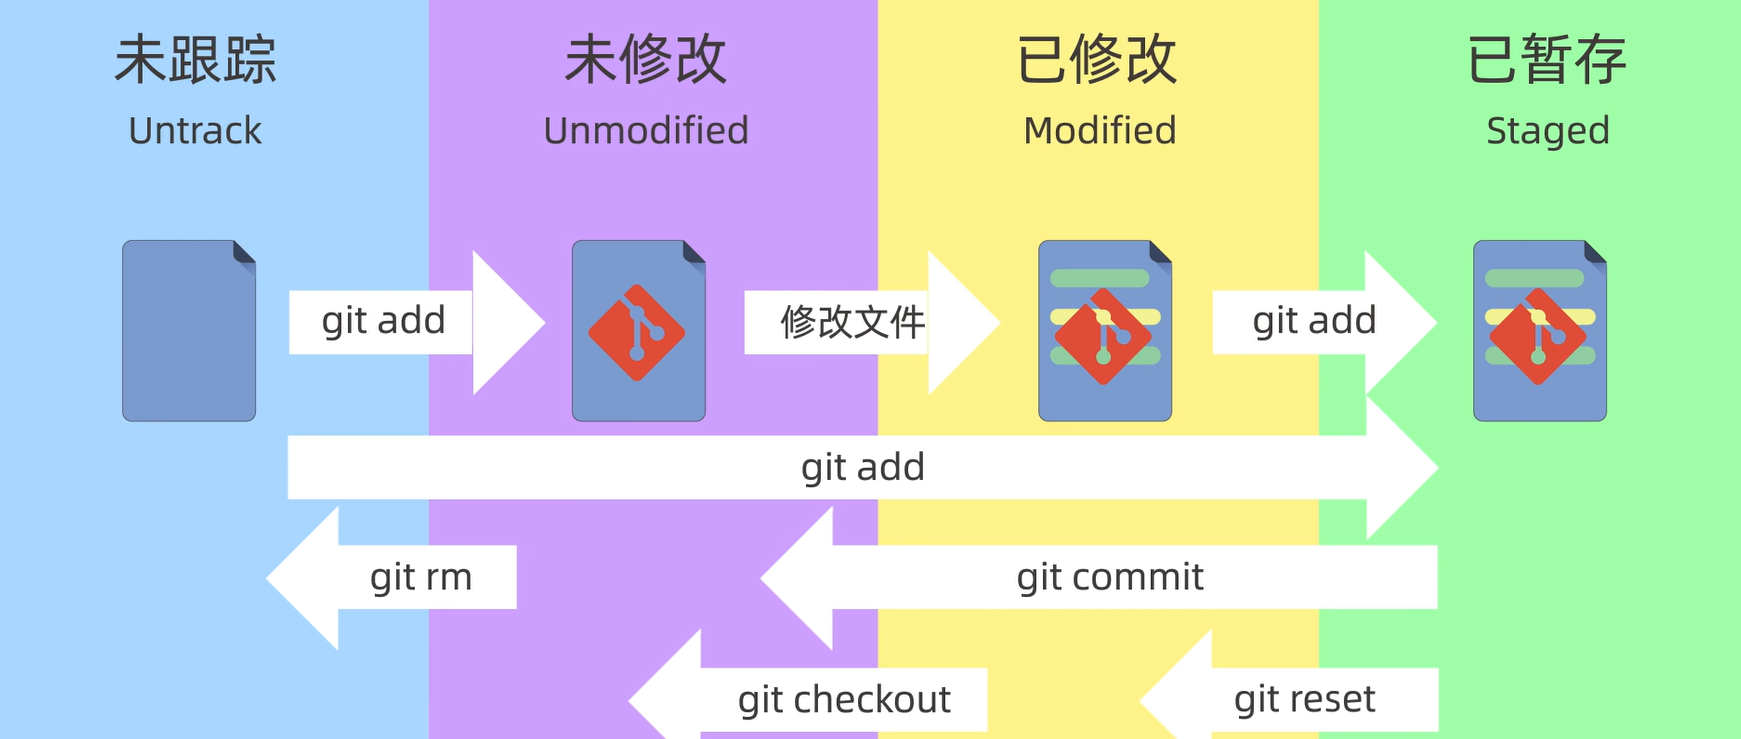 未跟踪
Untrack
未修改
Unmodified
已修改
Modified
已暂存
Staged
git add
修改文件
git add
git add
git rm
git commit
git checkout
git reset